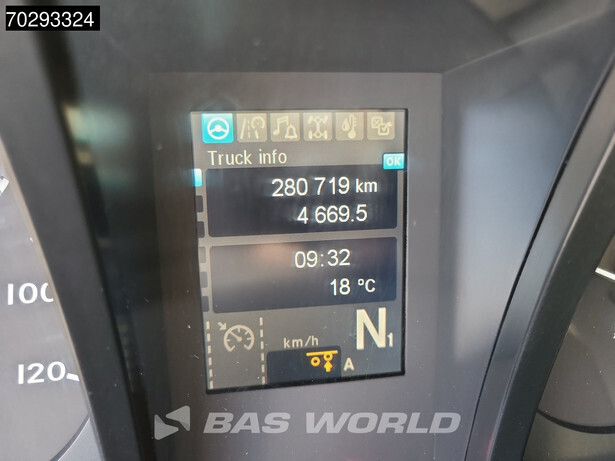 70293324
Truck info
OK
280 719 km
4 669.5
09:32
18 °C
100
120
km/h
N1
A
BAS WORLD